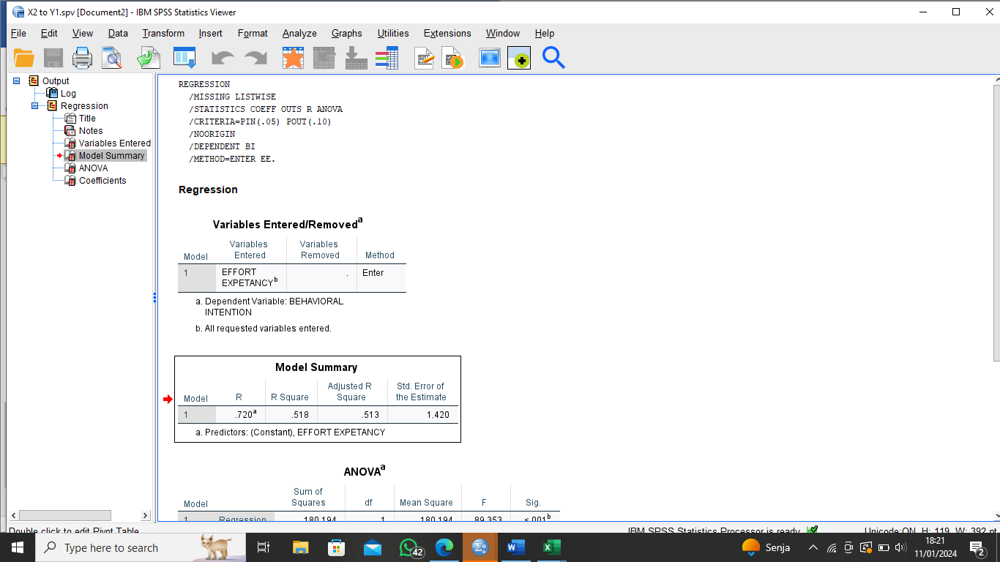 X2 to Y1.spv [Document2] - IBM SPSS Statistics Viewer
File Edit View Data Transform Insert Format Analyze Graphs Utilities Extensions Window Help
Output
Log
Regression
Title
Notes
Variables Entered
Model Summary
ANOVA
Coefficients
REGRESSION
/MISSING LISTWISE
/STATISTICS COEFF OUTS R ANOVA
/CRITERIA=PIN(.05) POUT(.10)
/NOORIGIN
/DEPENDENT BI
/METHOD=ENTER EE.
Regression
Variables Entered/Removedᵃ
Variables Variables
Model Entered Removed Method
1 EFFORT . Enter
EXPETANCYᵇ
a. Dependent Variable: BEHAVIORAL
INTENTION
b. All requested variables entered.
Model Summary
Adjusted R Std. Error of
Model R R Square Square the Estimate
1 .720ᵃ .518 .513 1.420
a. Predictors: (Constant), EFFORT EXPETANCY
ANOVAᵃ
Sum of
Model Squares df Mean Square F Sig.
1 Regression 180.194 1 180.194 89.353 <.001ᵇ
Double click to edit Pivot Table IBM SPSS Statistics Processor is ready Unicode:ON H: 119, W: 392 pt
Type here to search 42 Senja 18:21
11/01/2024 2